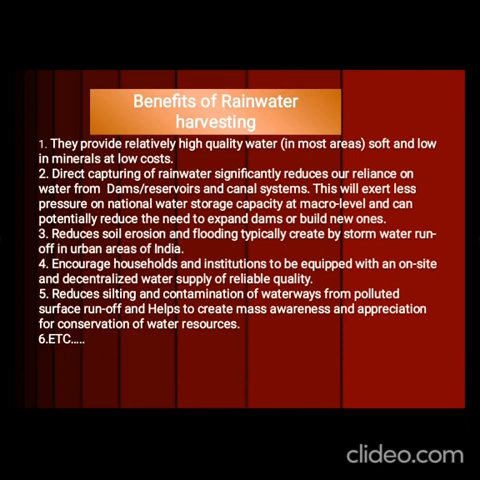 Benefits of Rainwater
harvesting
1. They provide relatively high quality water (in most areas) soft and low
in minerals at low costs.
2. Direct capturing of rainwater significantly reduces our reliance on
water from Dams/reservoirs and canal systems. This will exert less
pressure on national water storage capacity at macro-level and can
potentially reduce the need to expand dams or build new ones.
3. Reduces soil erosion and flooding typically create by storm water run-
off in urban areas of India.
4. Encourage households and institutions to be equipped with an on-site
and decentralized water supply of reliable quality.
5. Reduces silting and contamination of waterways from polluted
surface run-off and Helps to create mass awareness and appreciation
for conservation of water resources.
6.ETC.....
clideo.com